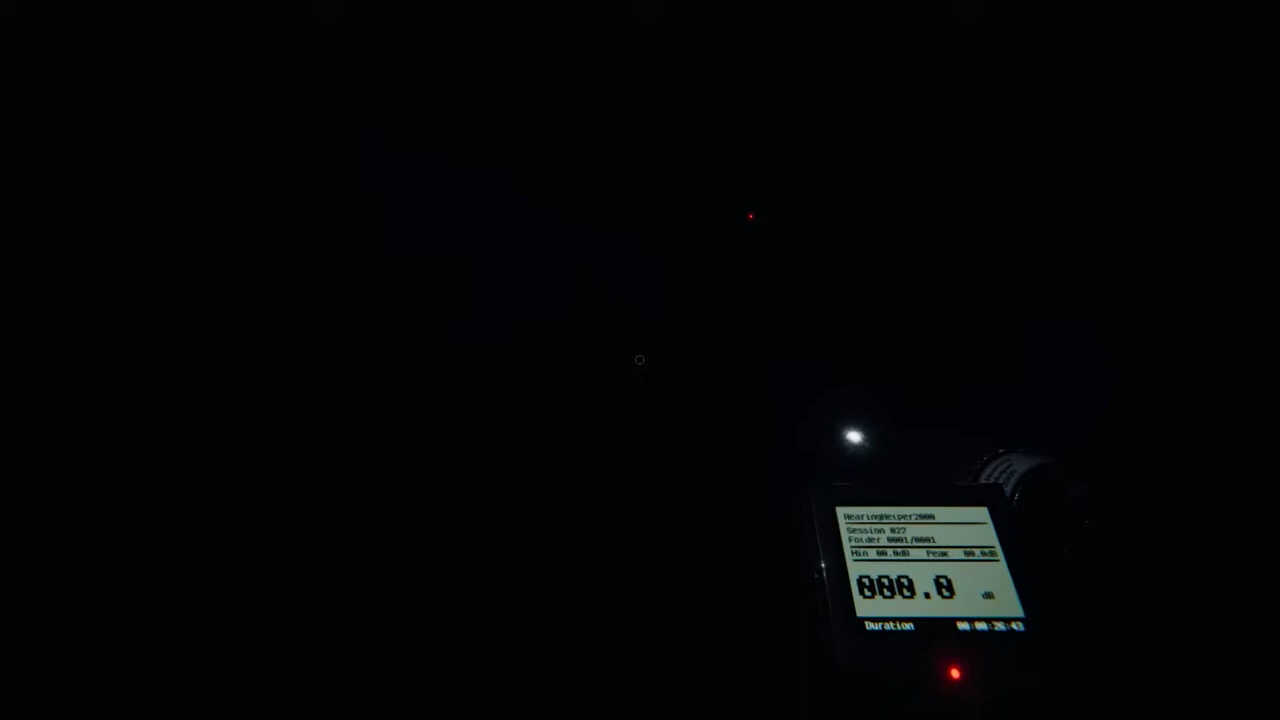 HearingHelper2000
Session 027
Folder 0001/0001
Min 00.0dB Peak 00.0dB
000.0 dB
Duration 00:00:26:43